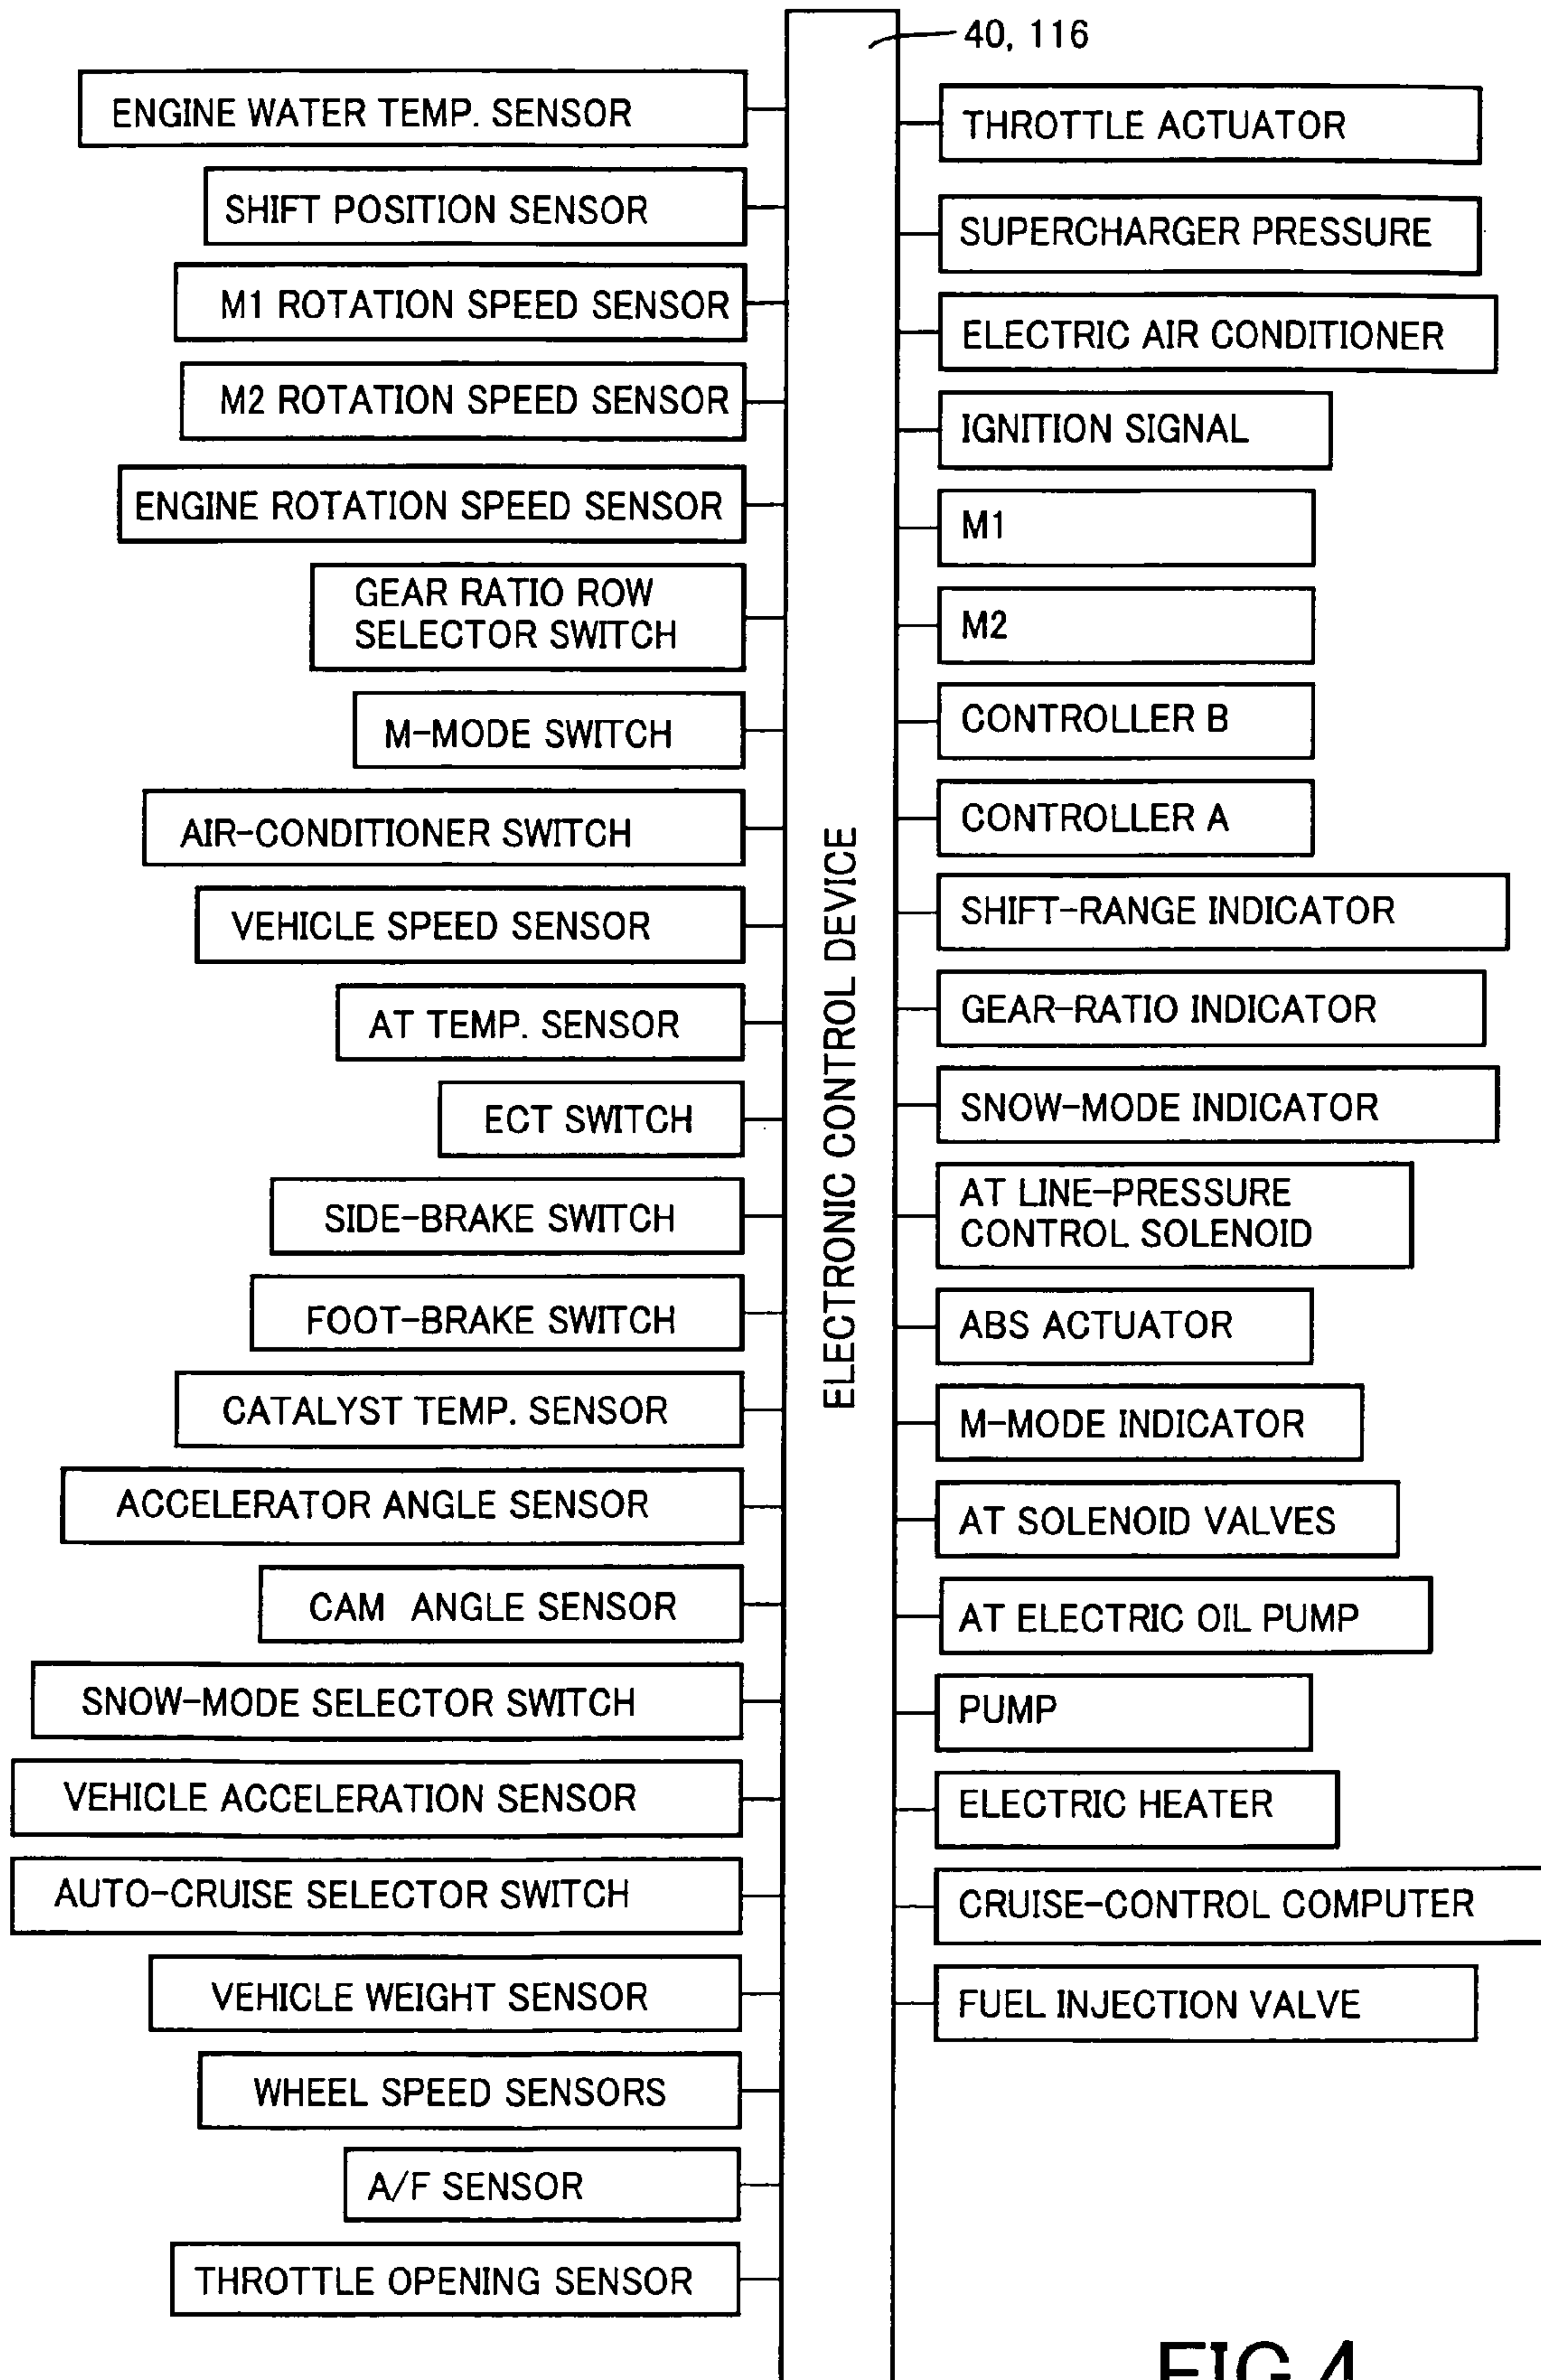 40, 116
ENGINE WATER TEMP. SENSOR
SHIFT POSITION SENSOR
M1 ROTATION SPEED SENSOR
M2 ROTATION SPEED SENSOR
ENGINE ROTATION SPEED SENSOR
GEAR RATIO ROW
SELECTOR SWITCH
M-MODE SWITCH
AIR-CONDITIONER SWITCH
VEHICLE SPEED SENSOR
AT TEMP. SENSOR
ECT SWITCH
SIDE-BRAKE SWITCH
FOOT-BRAKE SWITCH
CATALYST TEMP. SENSOR
ACCELERATOR ANGLE SENSOR
CAM ANGLE SENSOR
SNOW-MODE SELECTOR SWITCH
VEHICLE ACCELERATION SENSOR
AUTO-CRUISE SELECTOR SWITCH
VEHICLE WEIGHT SENSOR
WHEEL SPEED SENSORS
A/F SENSOR
THROTTLE OPENING SENSOR
ELECTRONIC CONTROL DEVICE
THROTTLE ACTUATOR
SUPERCHARGER PRESSURE
ELECTRIC AIR CONDITIONER
IGNITION SIGNAL
M1
M2
CONTROLLER B
CONTROLLER A
SHIFT-RANGE INDICATOR
GEAR-RATIO INDICATOR
SNOW-MODE INDICATOR
AT LINE-PRESSURE
CONTROL SOLENOID
ABS ACTUATOR
M-MODE INDICATOR
AT SOLENOID VALVES
AT ELECTRIC OIL PUMP
PUMP
ELECTRIC HEATER
CRUISE-CONTROL COMPUTER
FUEL INJECTION VALVE
FIG.4